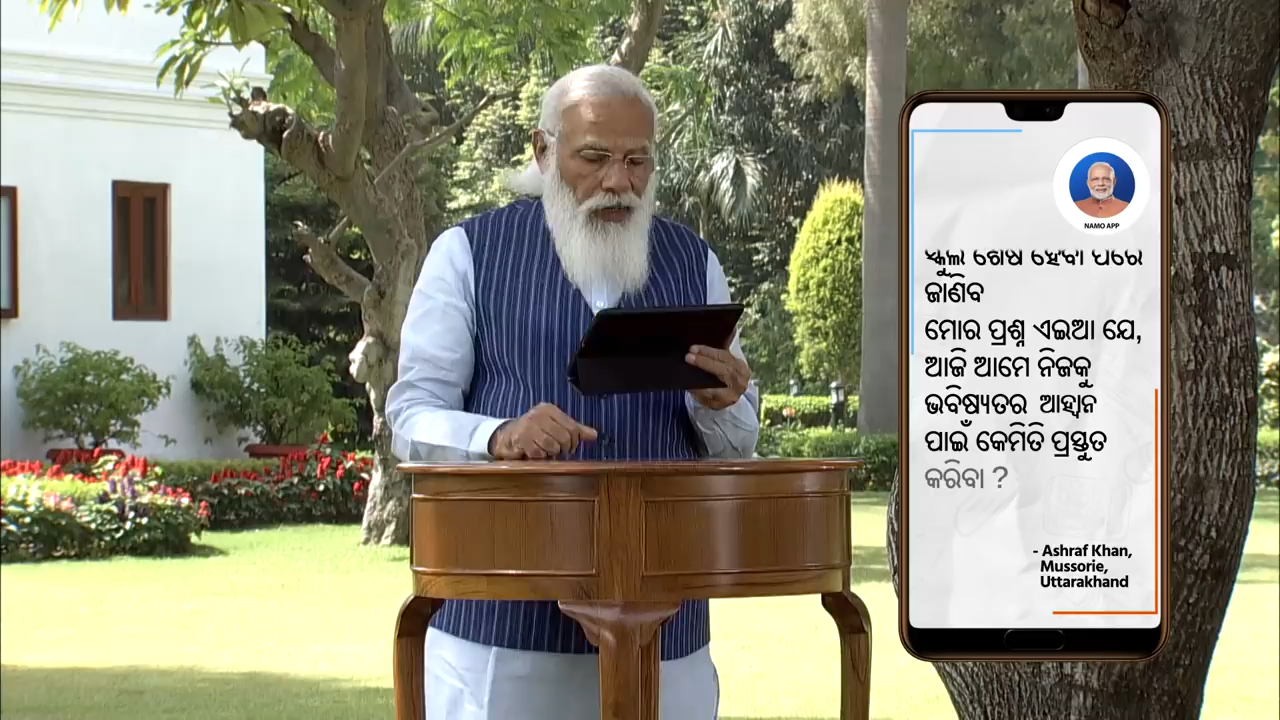 NAMO APP
ସ୍କୁଲ ଶେଷ ହେବା ପରେ
ଜାଣିବ
ମୋର ପ୍ରଶ୍ନ ଏଇଆ ଯେ,
ଆଜି ଆମେ ନିଜକୁ
ଭବିଷ୍ୟତର ଆହ୍ୱାନ
ପାଇଁ କେମିତି ପ୍ରସ୍ତୁତ
କରିବା ?
- Ashraf Khan,
Mussorie,
Uttarakhand